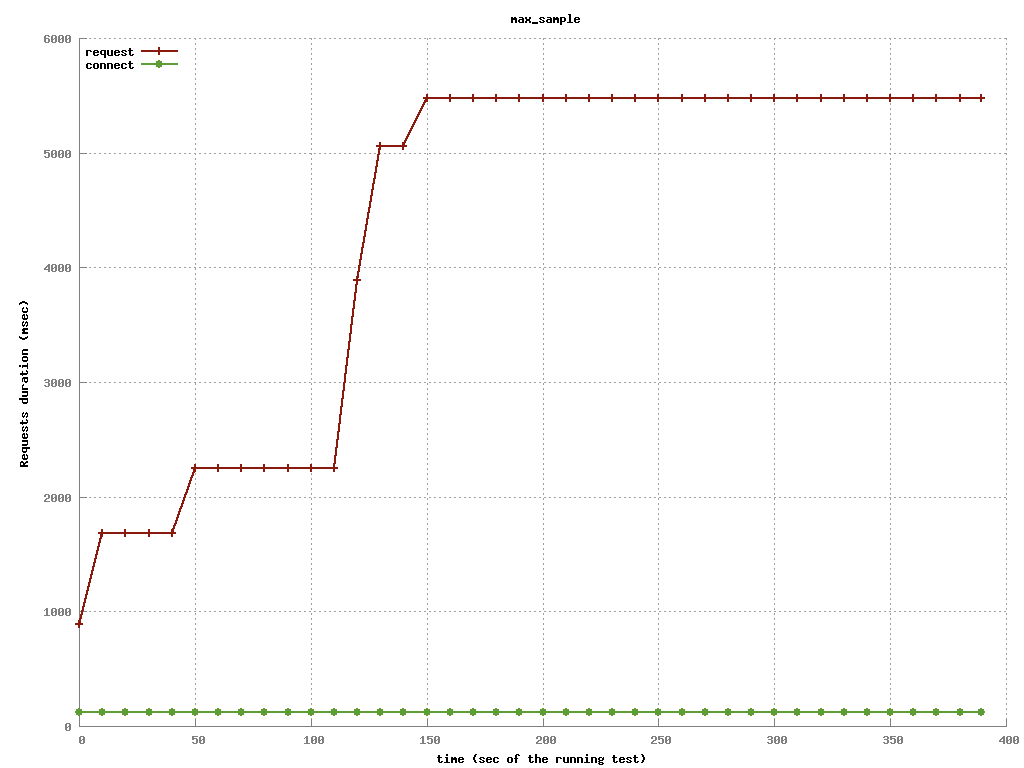 max_sample
6000
request
connect
5000
4000
3000
2000
1000
0
Requests duration (msec)
0 50 100 150 200 250 300 350 400
time (sec of the running test)